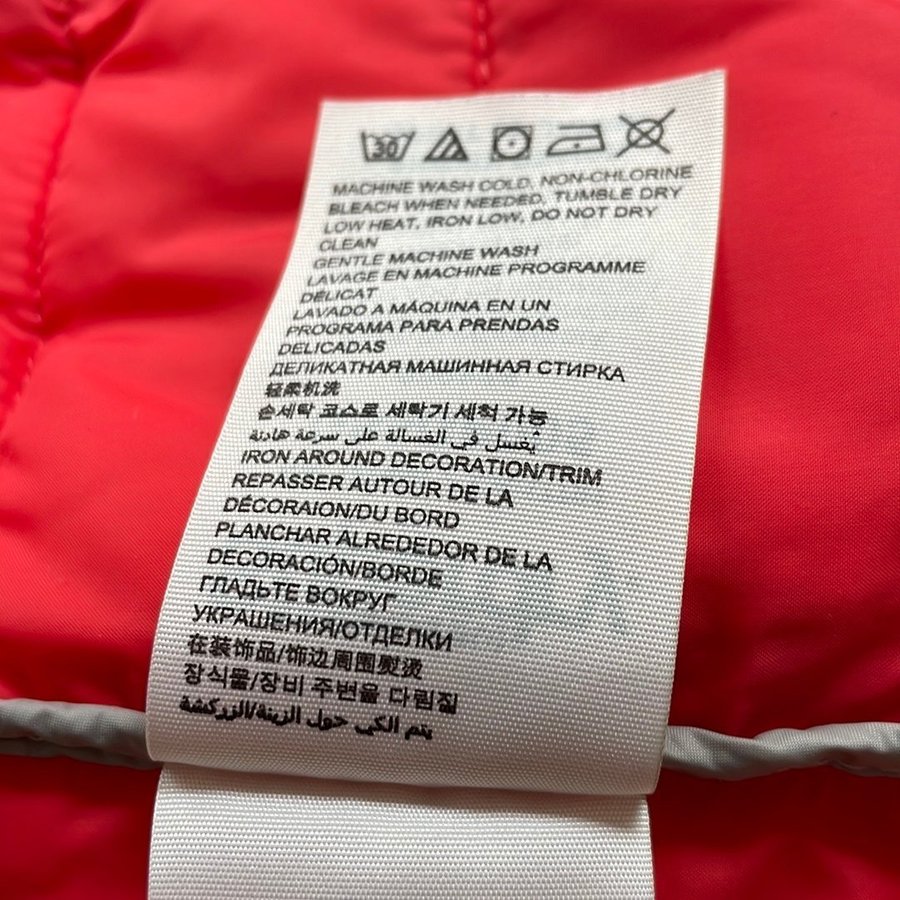 30
MACHINE WASH COLD, NON-CHLORINE
BLEACH WHEN NEEDED, TUMBLE DRY
LOW HEAT, IRON LOW, DO NOT DRY
CLEAN
GENTLE MACHINE WASH
LAVAGE EN MACHINE PROGRAMME
DÉLICAT
LAVADO A MÁQUINA EN UN
PROGRAMA PARA PRENDAS
DELICADAS
ДЕЛИКАТНАЯ МАШИННАЯ СТИРКА
轻柔机洗
손세탁 코스로 세탁기 세척 가능
يُغسل في الغسالة على سرعة هادئة
IRON AROUND DECORATION/TRIM
REPASSER AUTOUR DE LA
DÉCORAION/DU BORD
PLANCHAR ALREDEDOR DE LA
DECORACIÓN/BORDE
ГЛАДЬТЕ ВОКРУГ
УКРАШЕНИЯ/ОТДЕЛКИ
在装饰品/饰边周围熨烫
장식물/장비 주변을 다림질
يتم الكي حول الزينة/الزركشة